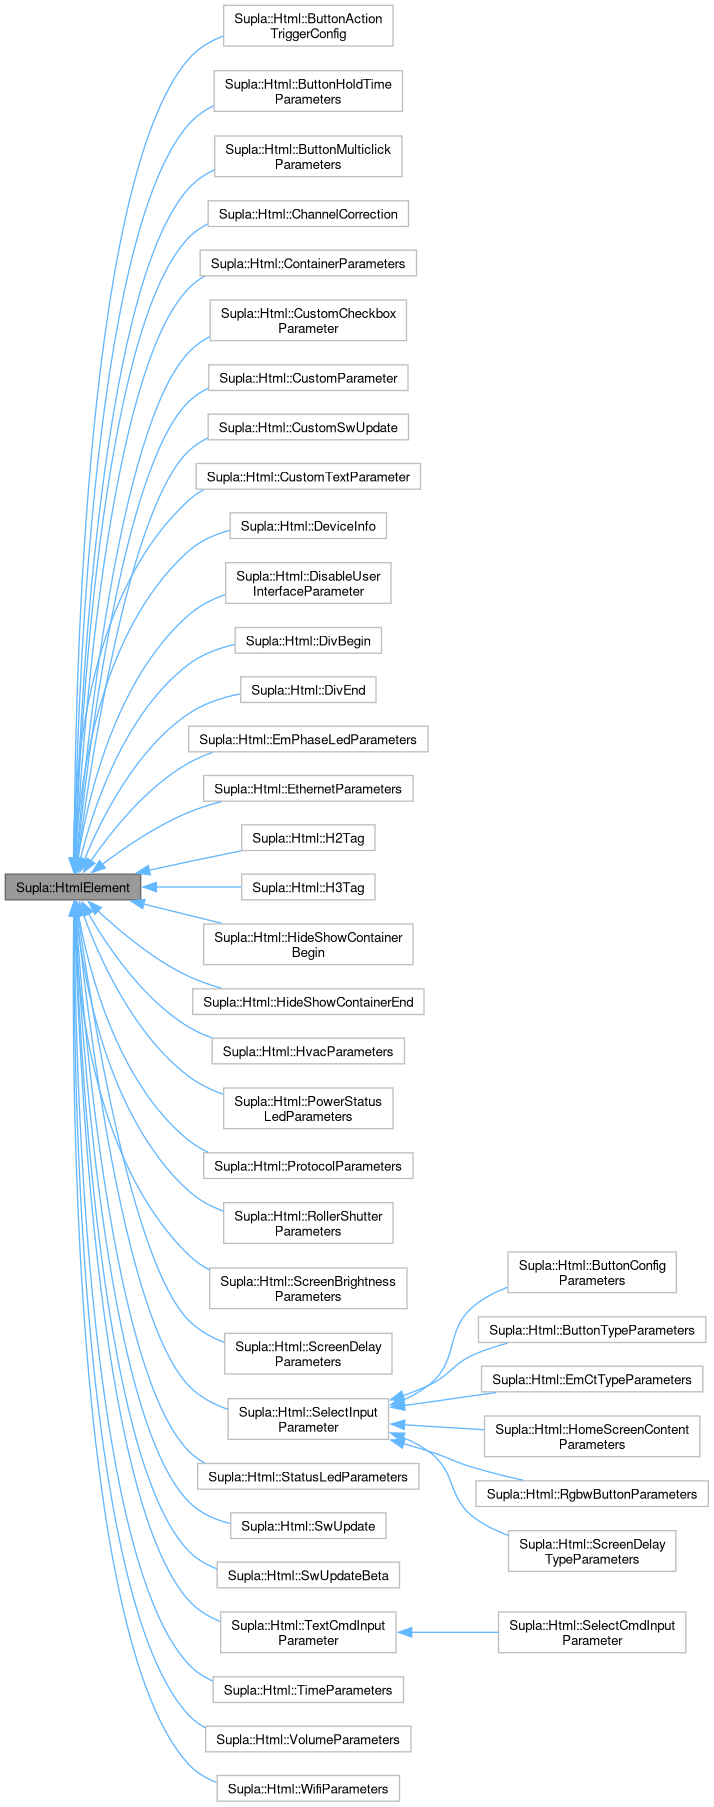 Supla::Html::ButtonAction
TriggerConfig
Supla::Html::ButtonHoldTime
Parameters
Supla::Html::ButtonMulticlick
Parameters
Supla::Html::ChannelCorrection
Supla::Html::ContainerParameters
Supla::Html::CustomCheckbox
Parameter
Supla::Html::CustomParameter
Supla::Html::CustomSwUpdate
Supla::Html::CustomTextParameter
Supla::Html::DeviceInfo
Supla::Html::DisableUser
InterfaceParameter
Supla::Html::DivBegin
Supla::Html::DivEnd
Supla::Html::EmPhaseLedParameters
Supla::Html::EthernetParameters
Supla::Html::H2Tag
Supla::HtmlElement
Supla::Html::H3Tag
Supla::Html::HideShowContainer
Begin
Supla::Html::HideShowContainerEnd
Supla::Html::HvacParameters
Supla::Html::PowerStatus
LedParameters
Supla::Html::ProtocolParameters
Supla::Html::RollerShutter
Parameters
Supla::Html::ScreenBrightness
Parameters
Supla::Html::ScreenDelay
Parameters
Supla::Html::SelectInput
Parameter
Supla::Html::ButtonConfig
Parameters
Supla::Html::ButtonTypeParameters
Supla::Html::EmCtTypeParameters
Supla::Html::HomeScreenContent
Parameters
Supla::Html::RgbwButtonParameters
Supla::Html::ScreenDelay
TypeParameters
Supla::Html::StatusLedParameters
Supla::Html::SwUpdate
Supla::Html::SwUpdateBeta
Supla::Html::TextCmdInput
Parameter
Supla::Html::SelectCmdInput
Parameter
Supla::Html::TimeParameters
Supla::Html::VolumeParameters
Supla::Html::WifiParameters